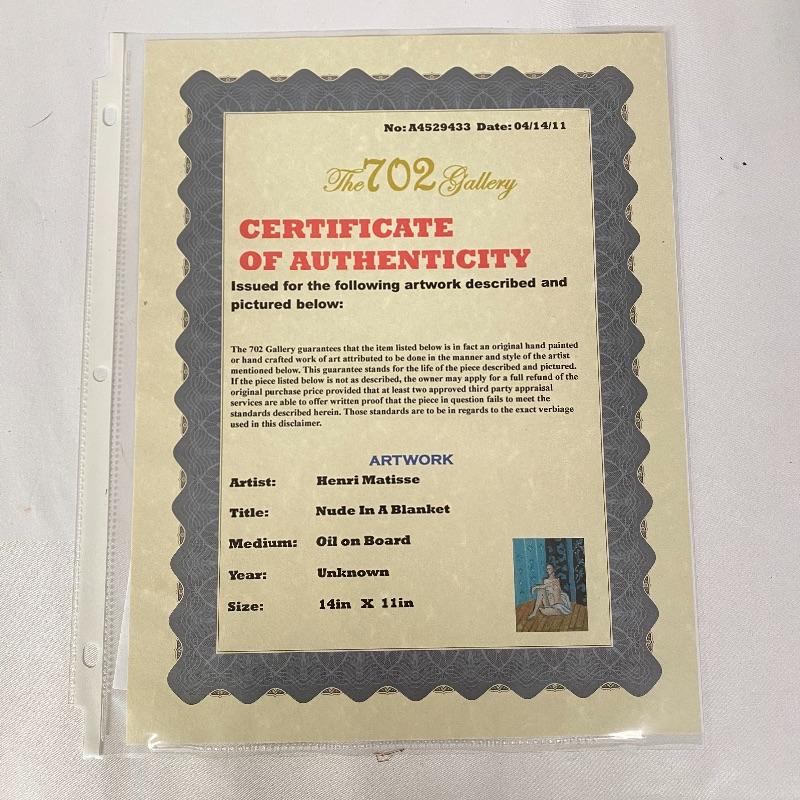 No: A4529433 Date: 04/14/11
The 702 Gallery
CERTIFICATE
OF AUTHENTICITY
Issued for the following artwork described and
pictured below:
The 702 Gallery guarantees that the item listed below is in fact an original hand painted
or hand crafted work of art attributed to be done in the manner and style of the artist
mentioned below. This guarantee stands for the life of the piece described and pictured.
If the piece listed below is not as described, the owner may apply for a full refund of the
original purchase price provided that at least two approved third party appraisal
services are able to offer written proof that the piece in question fails to meet the
standards described herein. Those standards are to be in regards to the exact verbiage
used in this disclaimer.
ARTWORK
Artist: Henri Matisse
Title: Nude In A Blanket
Medium: Oil on Board
Year: Unknown
Size: 14in X 11in